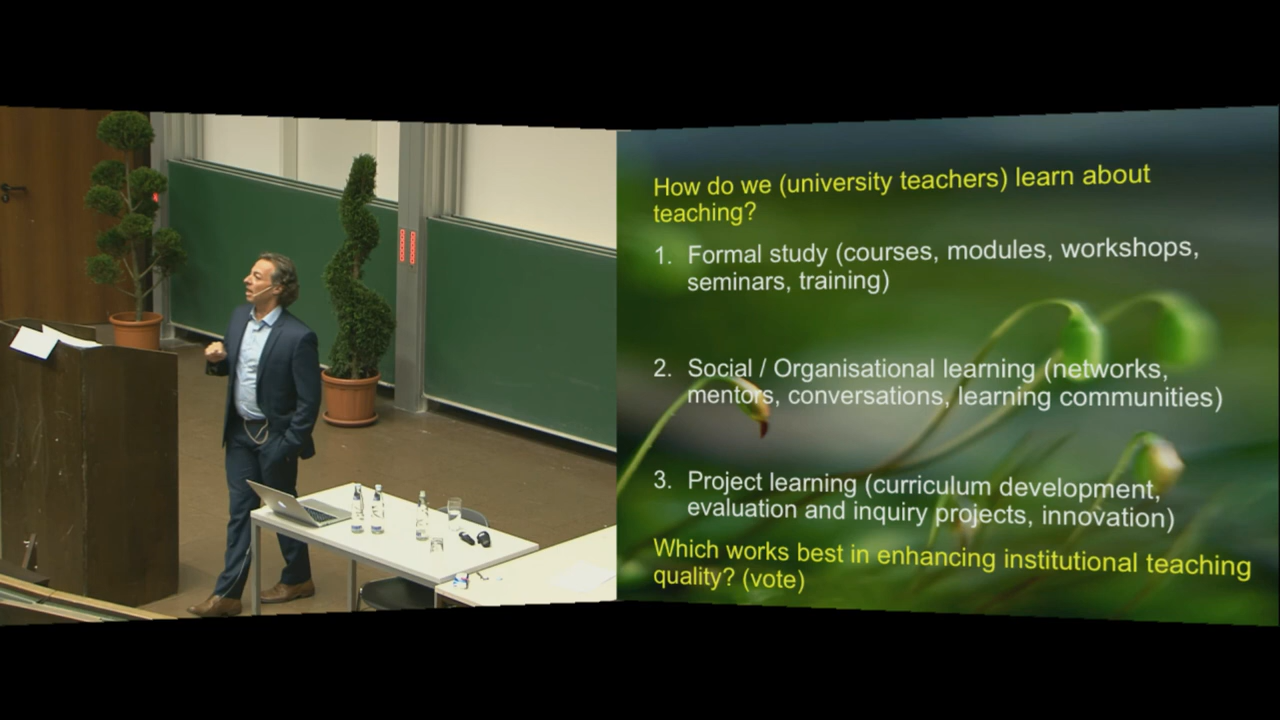 How do we (university teachers) learn about
teaching?
1. Formal study (courses, modules, workshops,
seminars, training)
2. Social / Organisational learning (networks,
mentors, conversations, learning communities)
3. Project learning (curriculum development,
evaluation and inquiry projects, innovation)
Which works best in enhancing institutional teaching
quality? (vote)